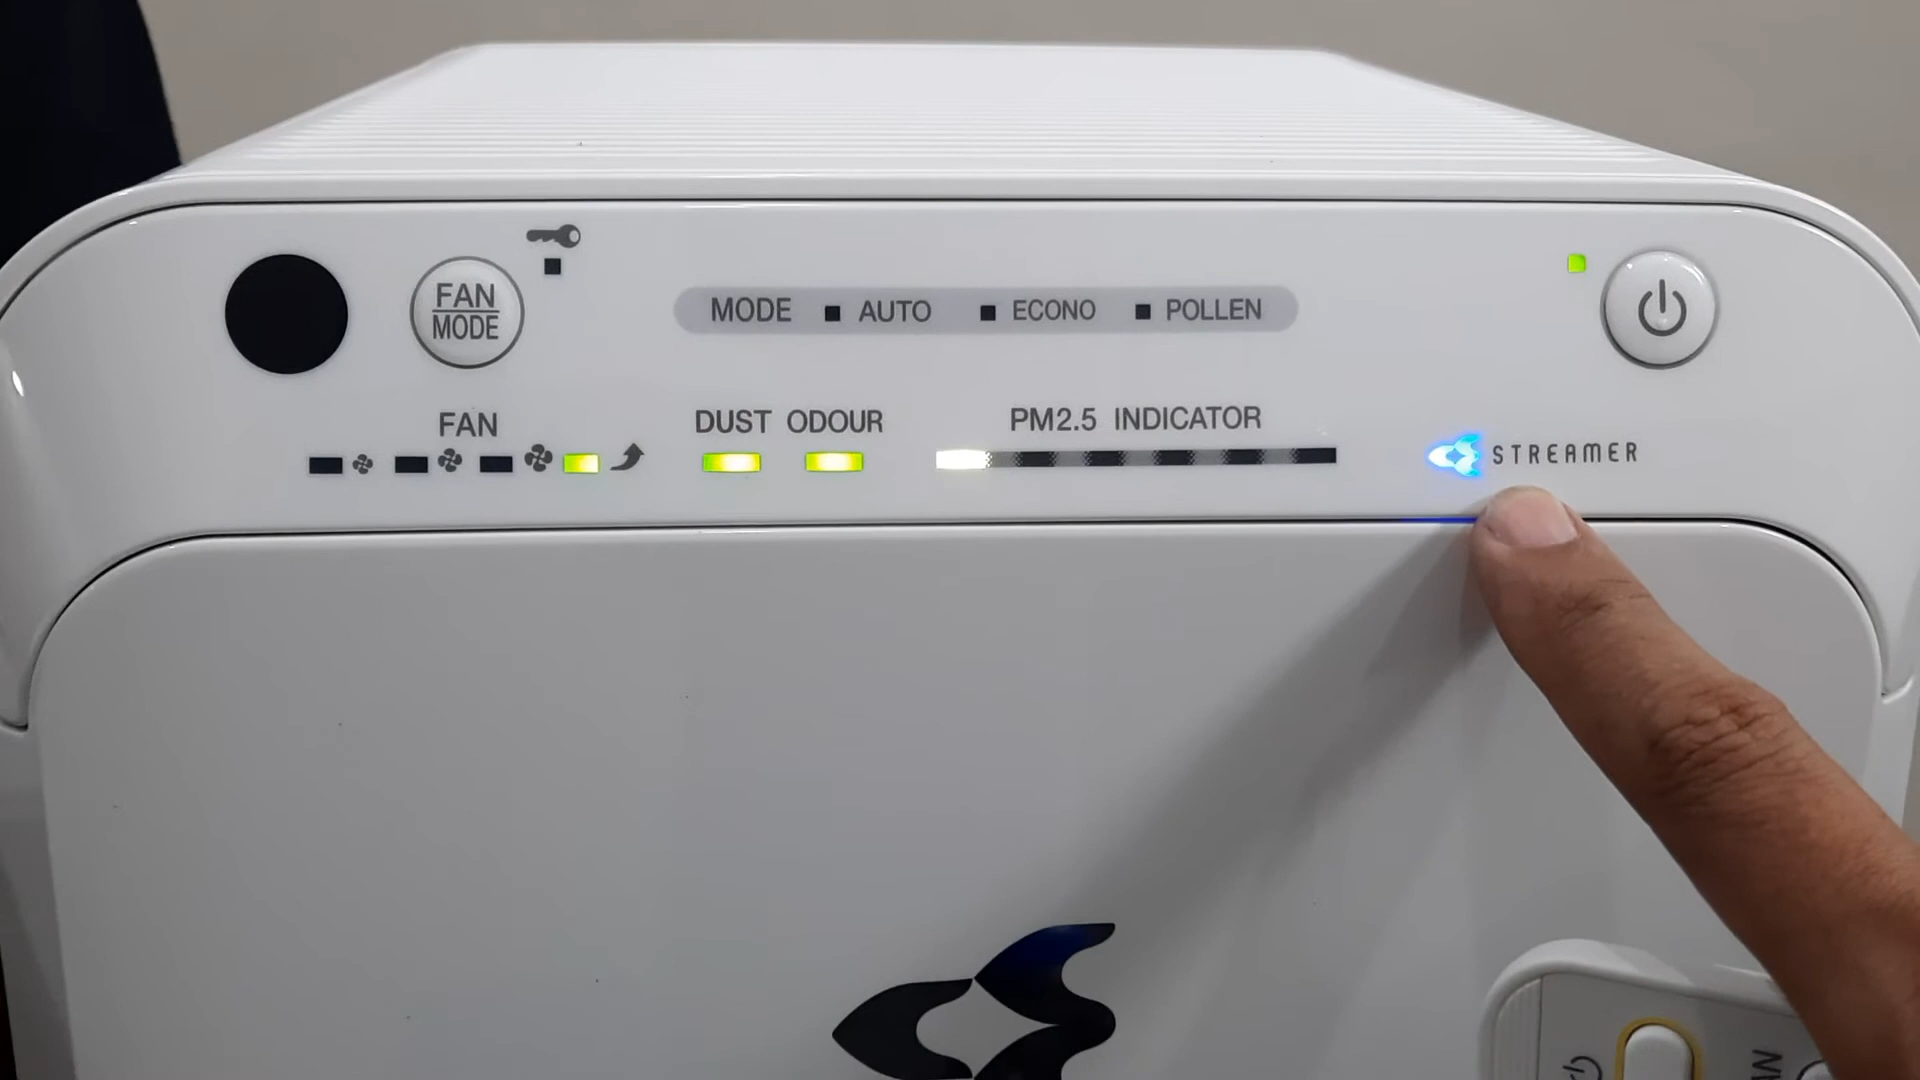 FAN
MODE
MODE AUTO ECONO POLLEN
FAN
DUST ODOUR
PM2.5 INDICATOR
STREAMER